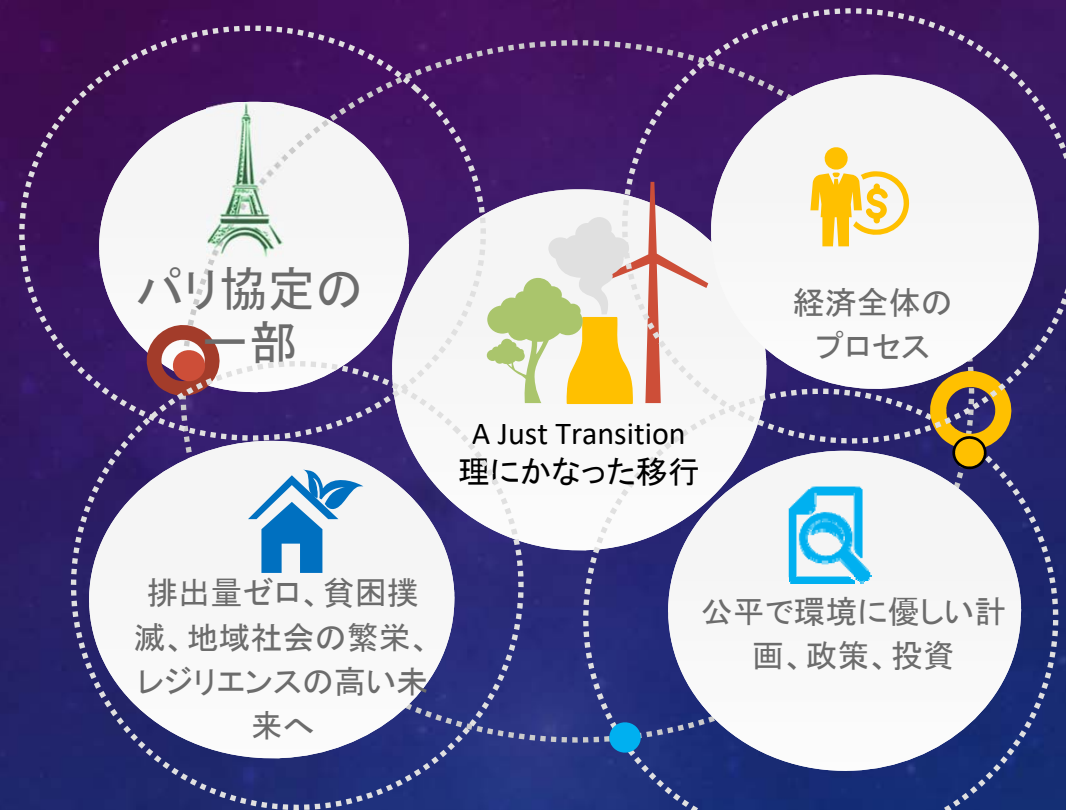 パリ協定の
一部
経済全体の
プロセス
$
A Just Transition
理にかなった移行
排出量ゼロ、貧困撲
滅、地域社会の繁栄、
レジリエンスの高い未
来へ
公平で環境に優しい計
画、政策、投資